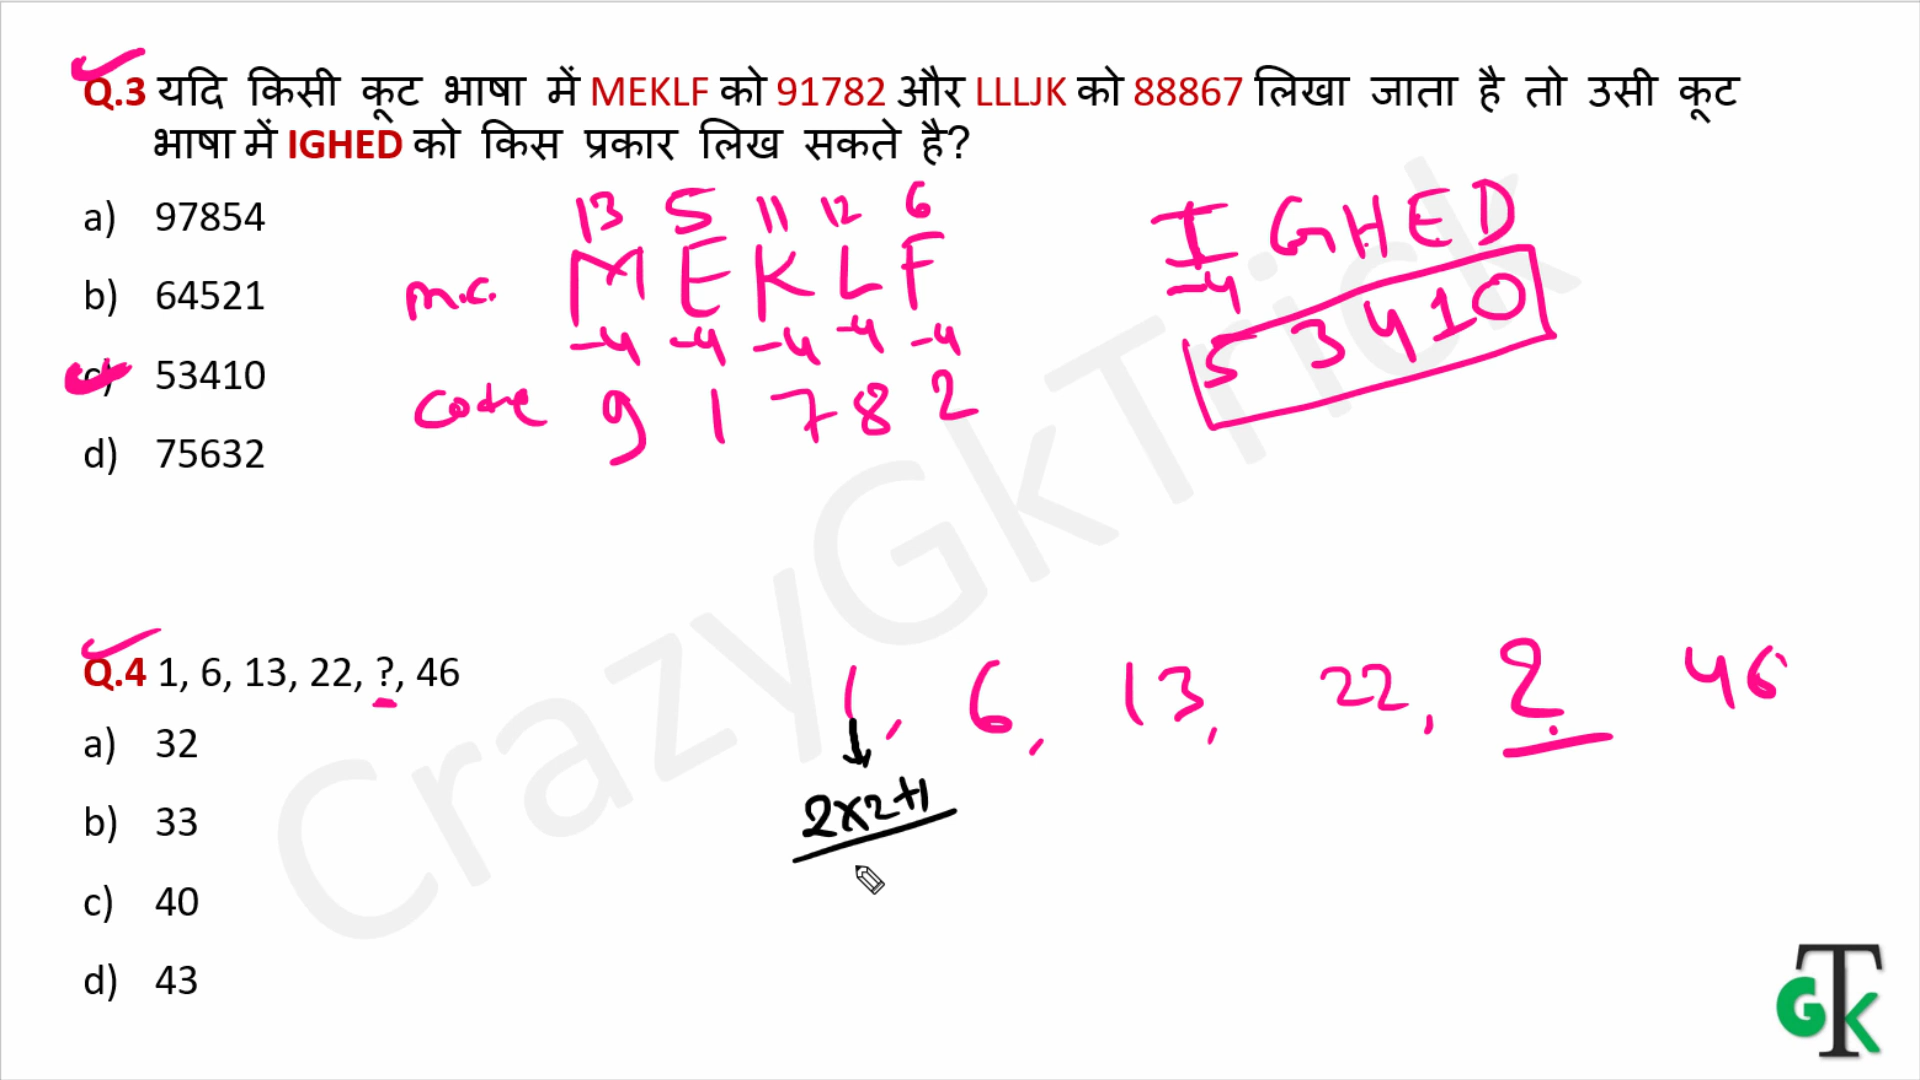 Q.3 यदि किसी कूट भाषा में MEKLF को 91782 और LLLJK को 88867 लिखा जाता है तो उसी कूट
भाषा में IGHED को किस प्रकार लिख सकते है?
a) 97854
b) 64521
c) 53410
d) 75632
13 5 11 12 6
m.c. M E K L F
-4 -4 -4 -4 -4
code 9 1 7 8 2
I G H E D
-4
5 3 4 1 0
Q.4 1, 6, 13, 22, ?, 46
a) 32
b) 33
c) 40
d) 43
1, 6, 13, 22, ? 46
2x2+1
CrazyGkTrick
GTK